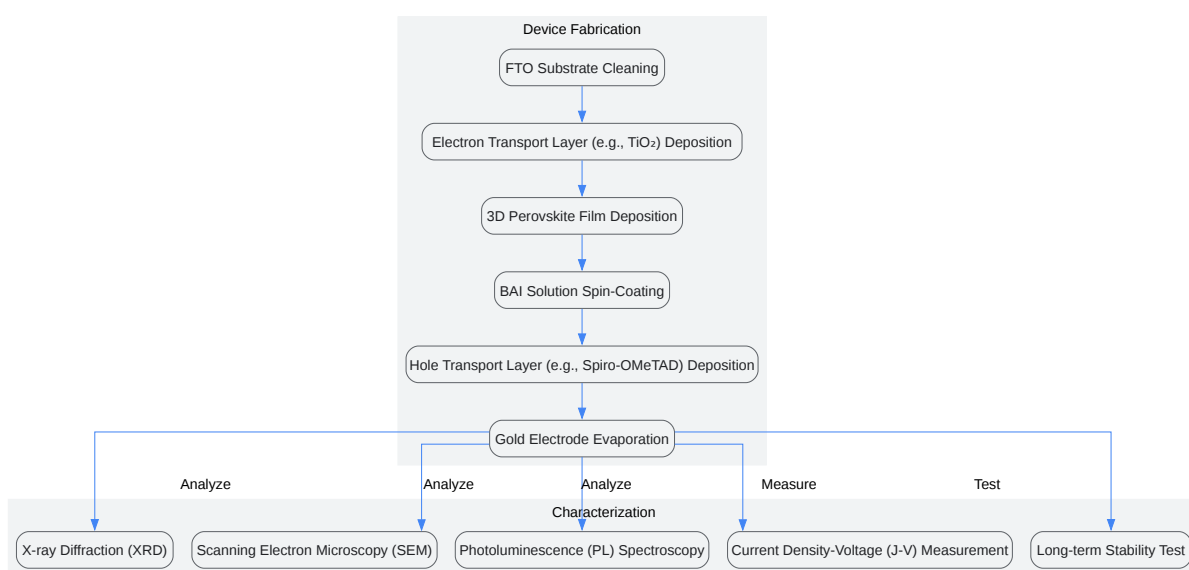 Device Fabrication
FTO Substrate Cleaning
Electron Transport Layer (e.g., TiO₂) Deposition
3D Perovskite Film Deposition
BAI Solution Spin-Coating
Hole Transport Layer (e.g., Spiro-OMeTAD) Deposition
Gold Electrode Evaporation
Analyze
Analyze
Analyze
Measure
Test
Characterization
X-ray Diffraction (XRD)
Scanning Electron Microscopy (SEM)
Photoluminescence (PL) Spectroscopy
Current Density-Voltage (J-V) Measurement
Long-term Stability Test